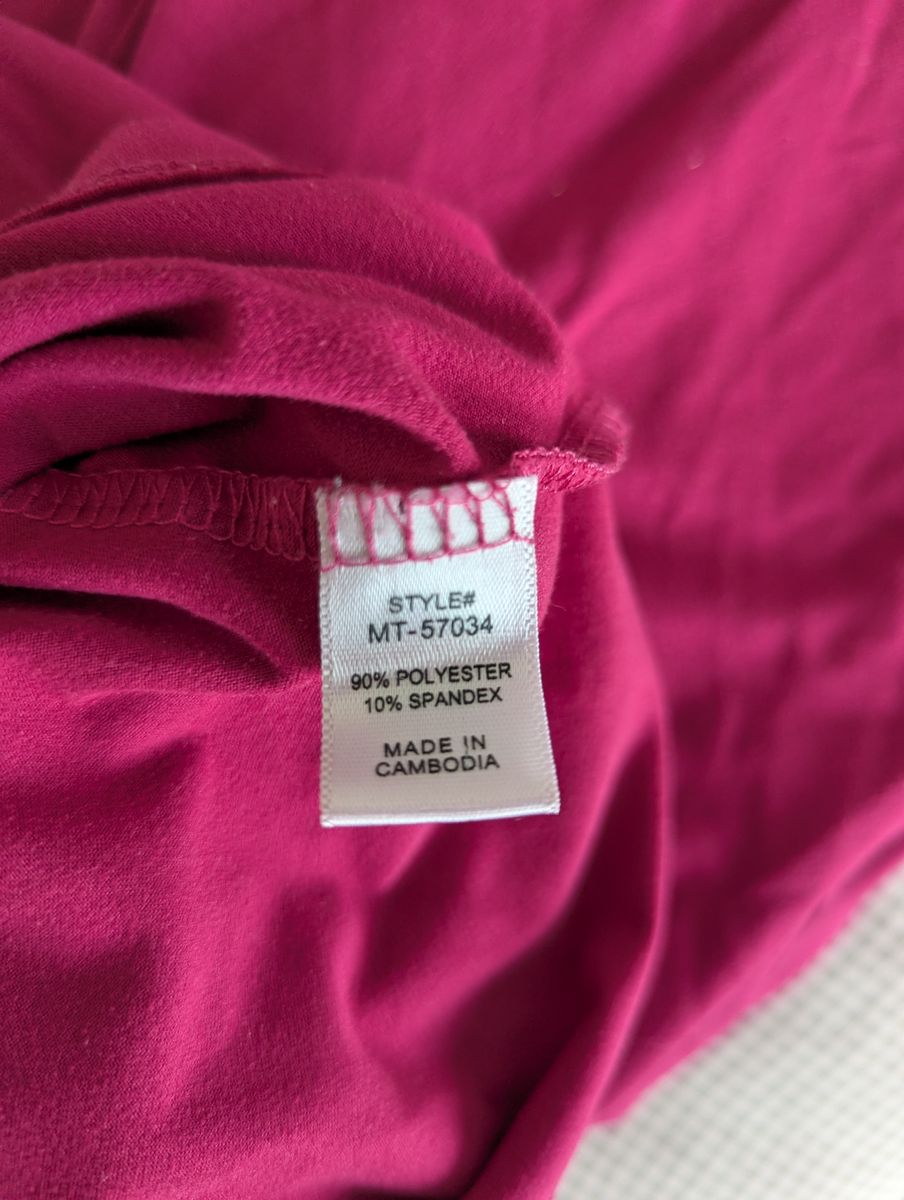 STYLE#
MT-57034
90% POLYESTER
10% SPANDEX
MADE IN
CAMBODIA